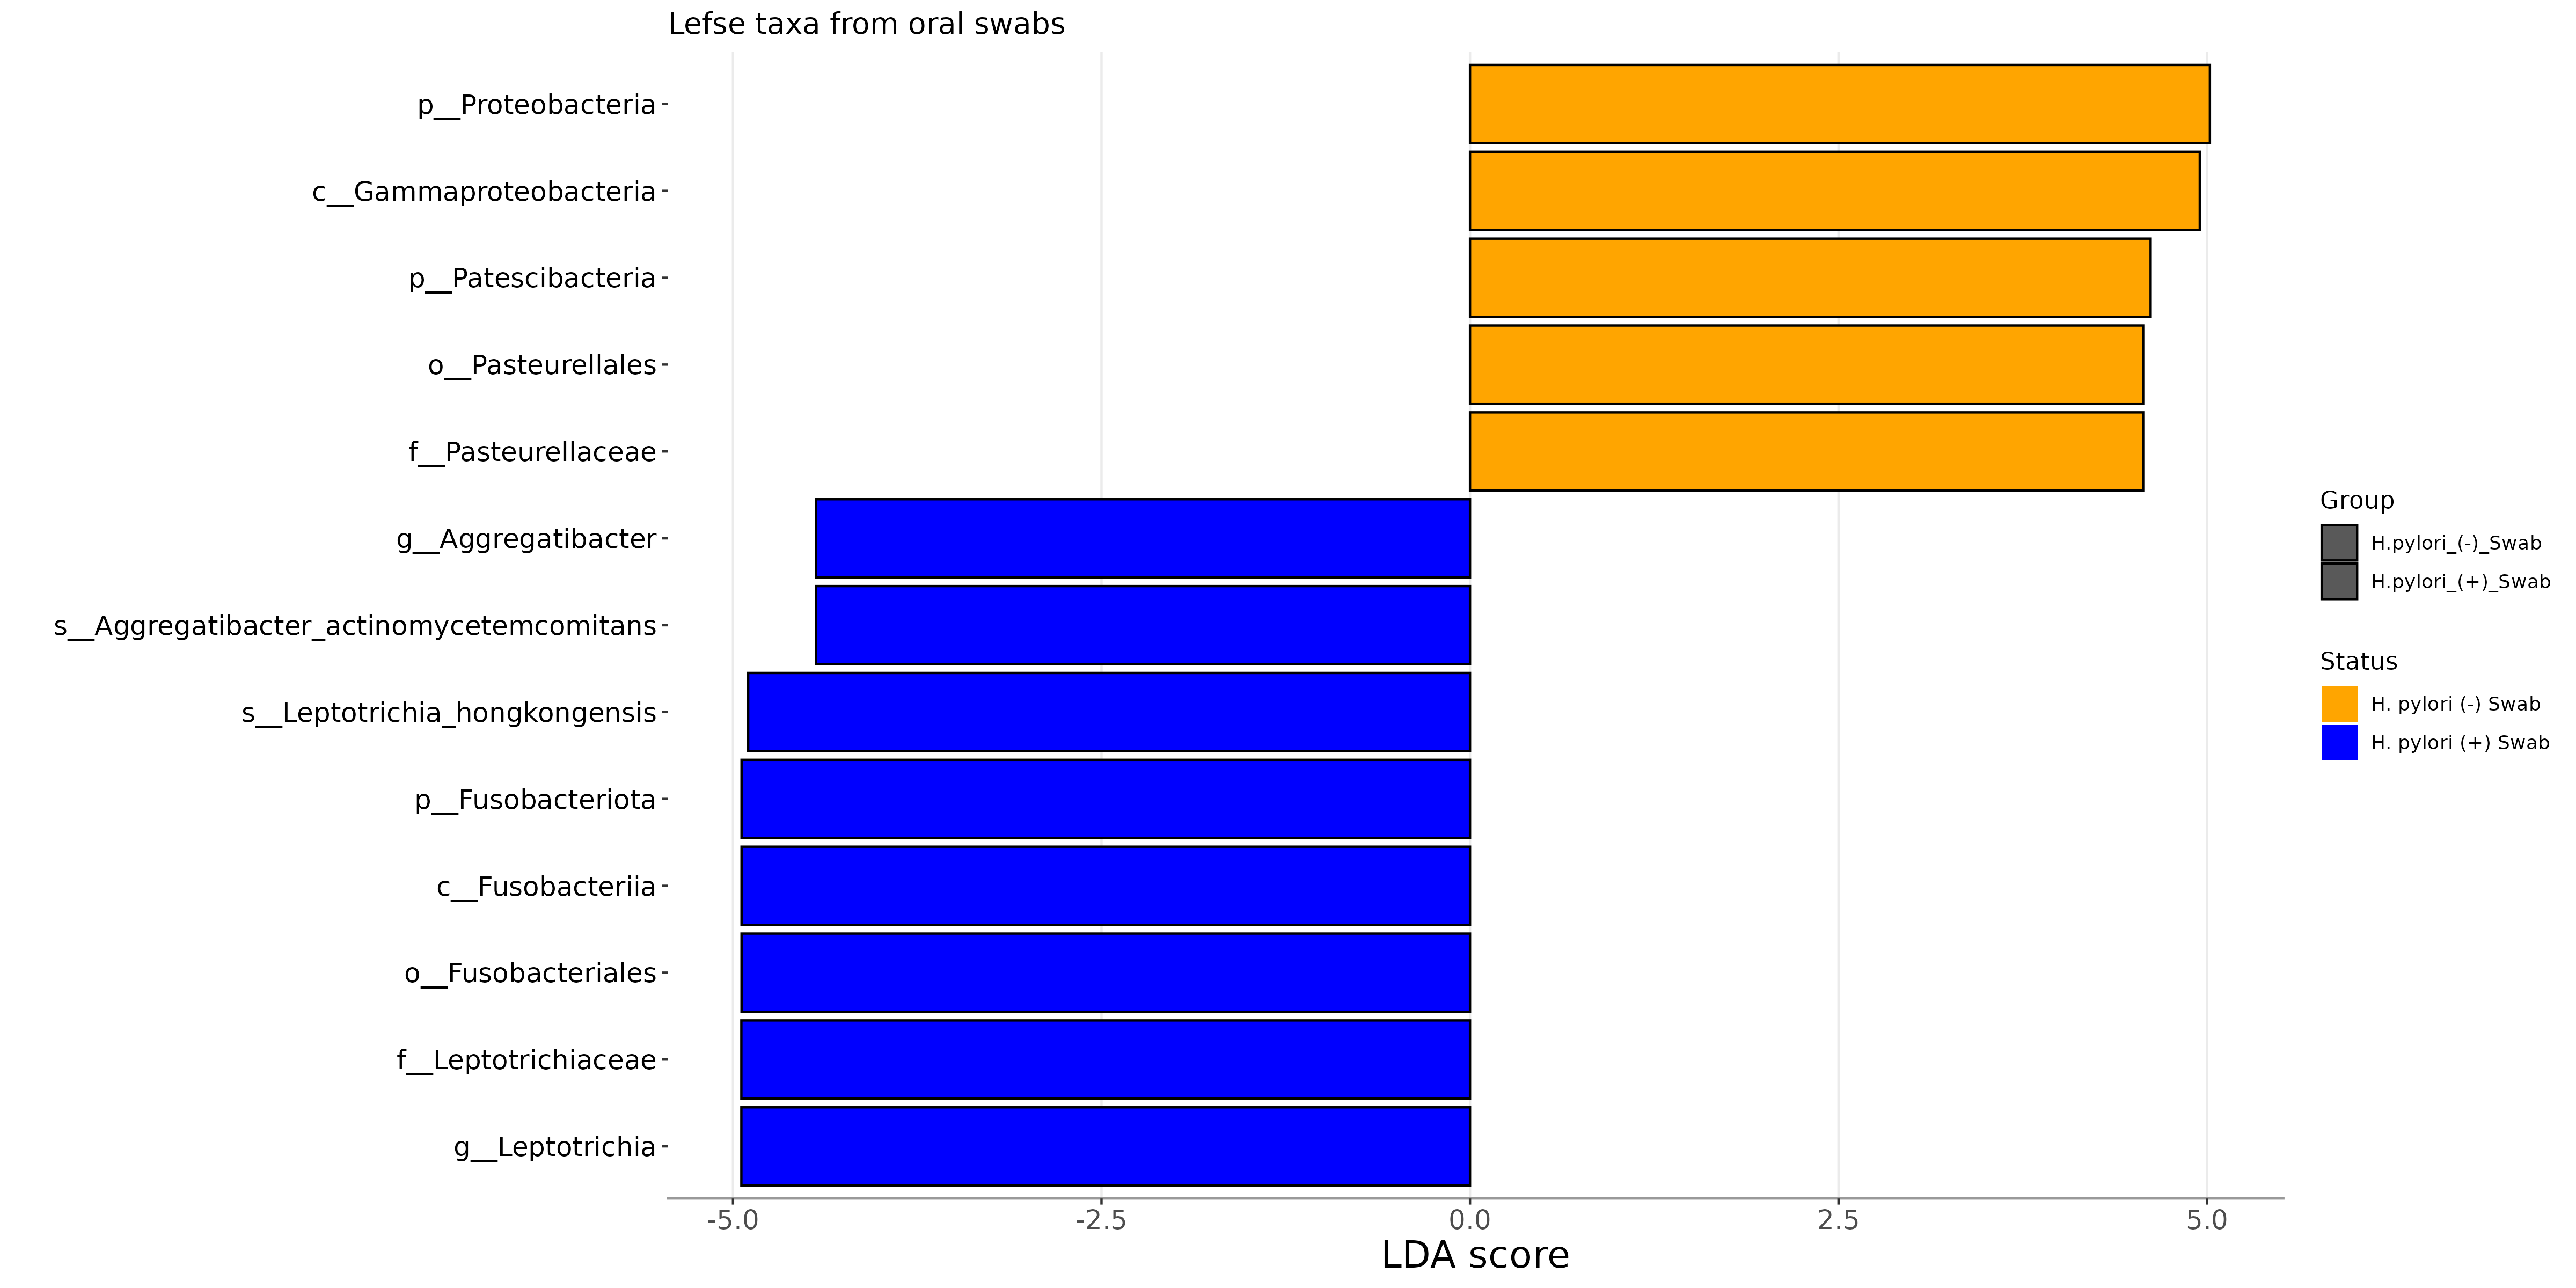 Lefse taxa from oral swabs
p__Proteobacteria
c__Gammaproteobacteria
p__Patescibacteria
o__Pasteurellales
f__Pasteurellaceae
g__Aggregatibacter
s__Aggregatibacter_actinomycetemcomitans
s__Leptotrichia_hongkongensis
p__Fusobacteriota
c__Fusobacteriia
o__Fusobacteriales
f__Leptotrichiaceae
g__Leptotrichia
-5.0 -2.5 0.0 2.5 5.0
LDA score
Group
H.pylori_(-)_Swab
H.pylori_(+)_Swab
Status
H. pylori (-) Swab
H. pylori (+) Swab